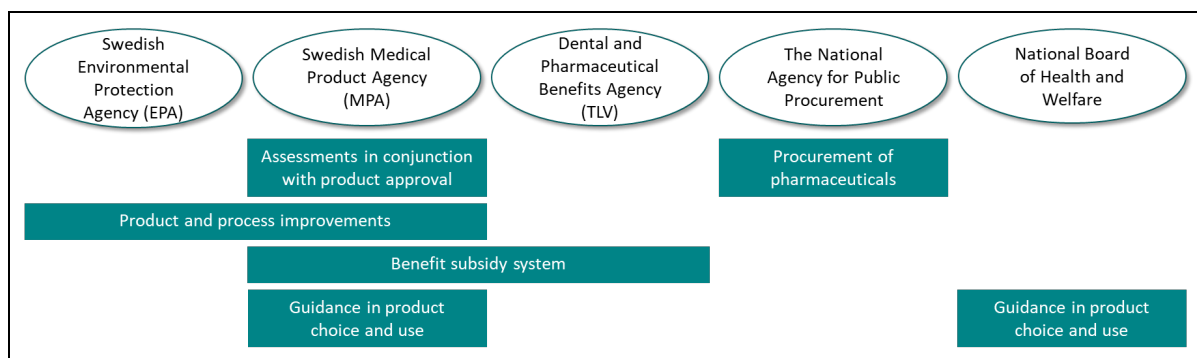 Swedish
Environmental
Protection
Agency (EPA)
Swedish Medical
Product Agency
(MPA)
Dental and
Pharmaceutical
Benefits Agency
(TLV)
The National
Agency for Public
Procurement
National Board
of Health and
Welfare
Assessments in conjunction
with product approval
Procurement of
pharmaceuticals
Product and process improvements
Benefit subsidy system
Guidance in product
choice and use
Guidance in product
choice and use